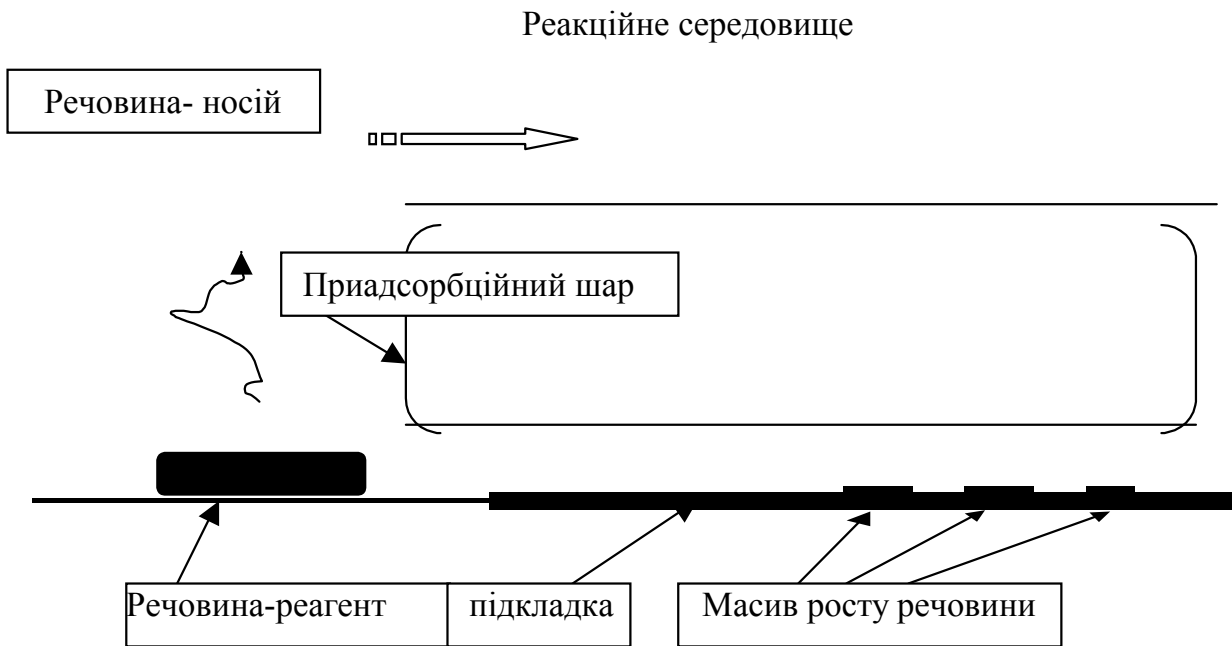 Реакційне середовище
Речовина- носій
Приадсорбційний шар
Речовина-реагент
підкладка
Масив росту речовини